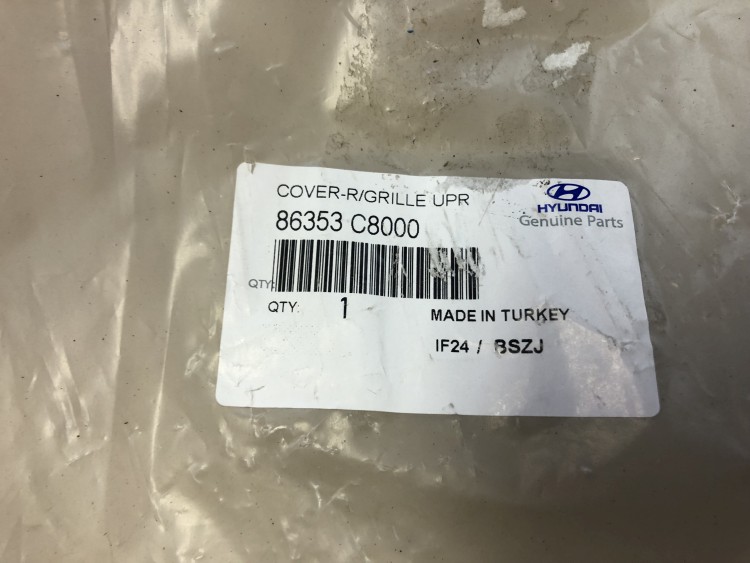 COVER-R/GRILLE UPR
86353 C8000
HYUNDAI
Genuine Parts
QTY:
QTY: 1
MADE IN TURKEY
IF24 / BSZJ